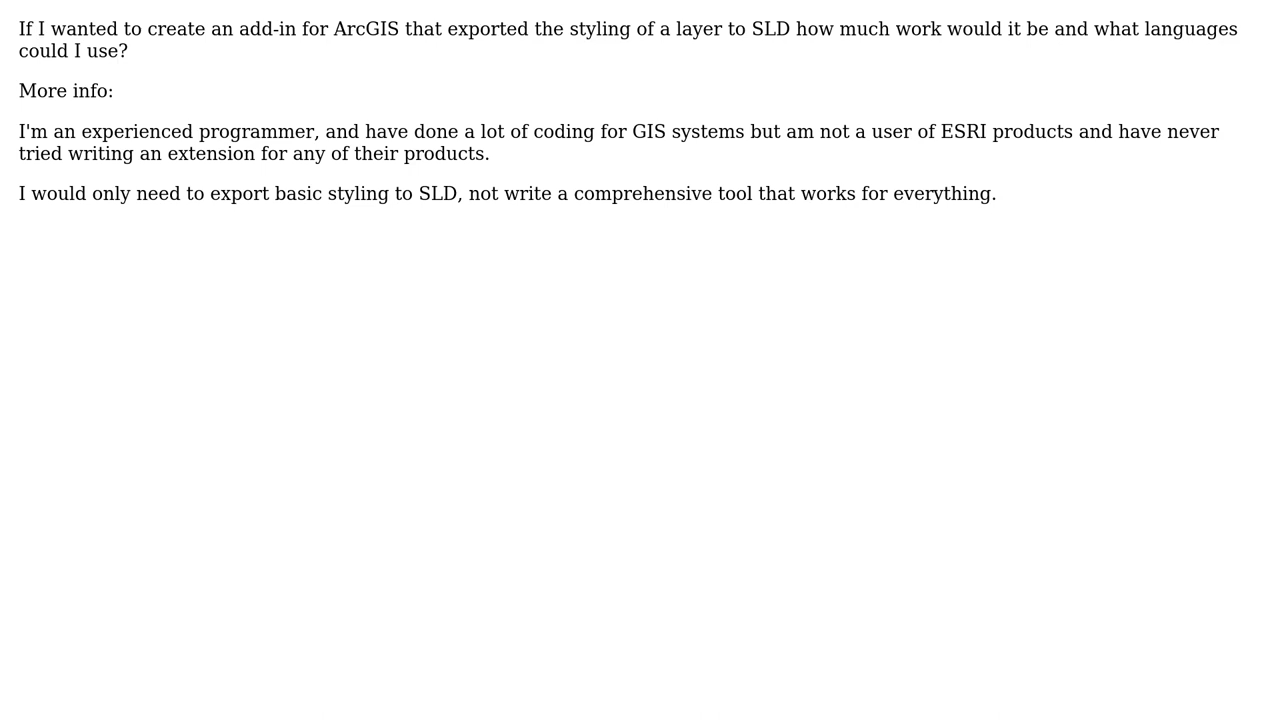 If I wanted to create an add-in for ArcGIS that exported the styling of a layer to SLD how much work would it be and what languages
could I use?
More info:
I'm an experienced programmer, and have done a lot of coding for GIS systems but am not a user of ESRI products and have never
tried writing an extension for any of their products.
I would only need to export basic styling to SLD, not write a comprehensive tool that works for everything.